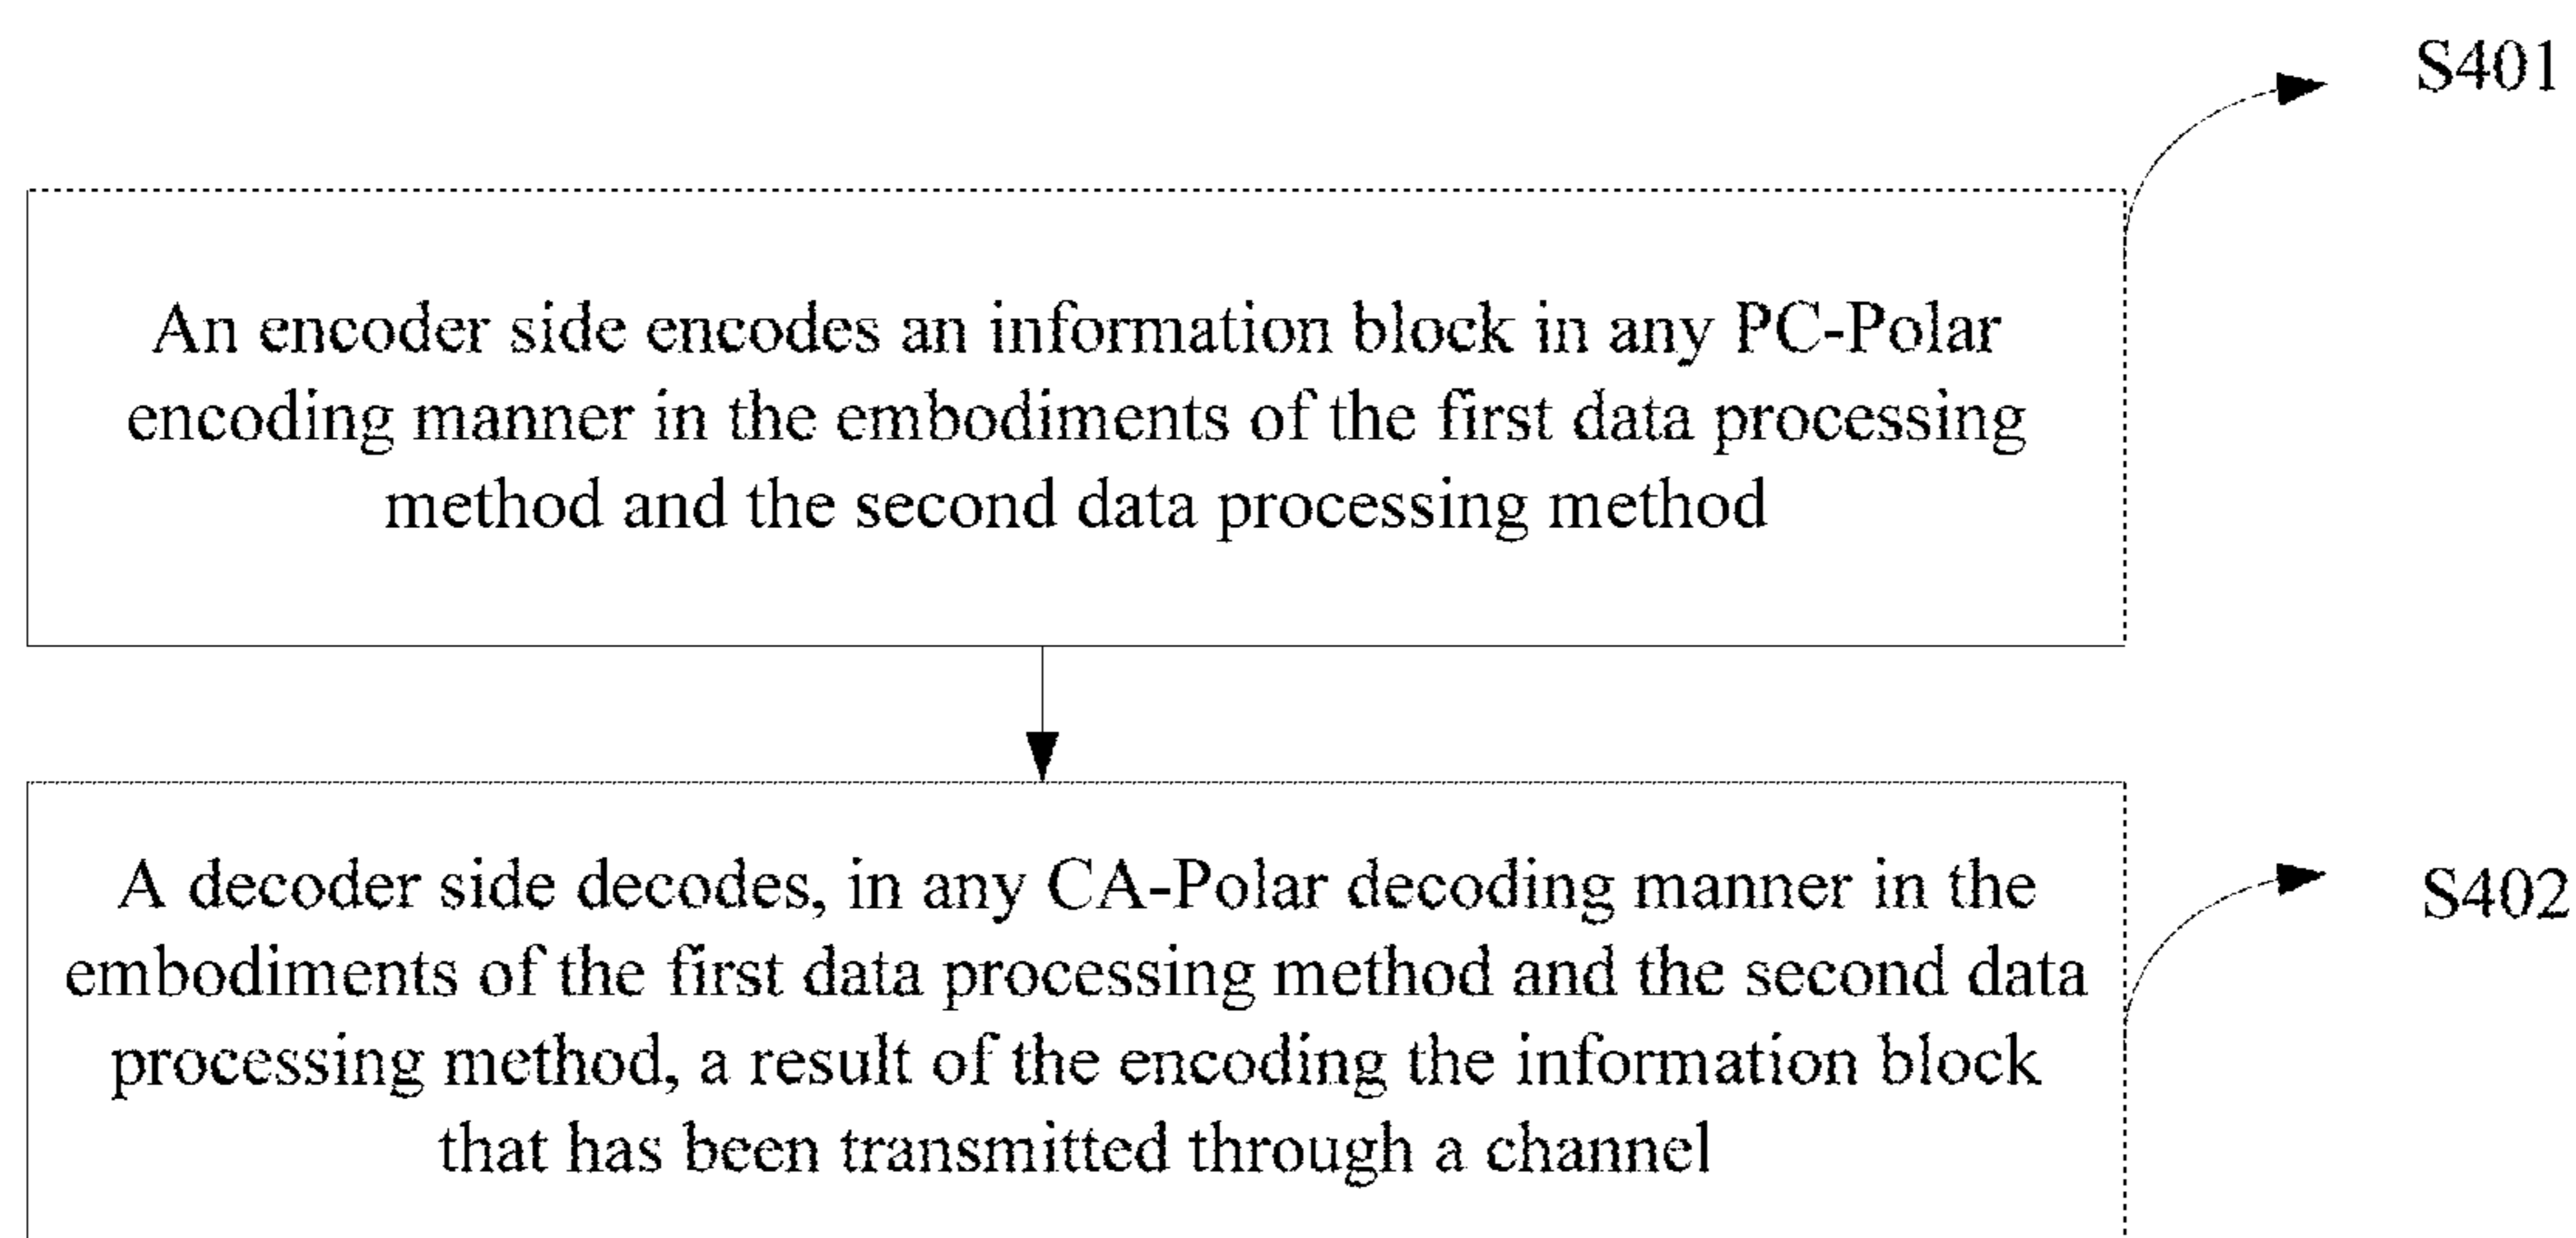 S401
An encoder side encodes an information block in any PC-Polar
encoding manner in the embodiments of the first data processing
method and the second data processing method
A decoder side decodes, in any CA-Polar decoding manner in the
embodiments of the first data processing method and the second data
processing method, a result of the encoding the information block
that has been transmitted through a channel
S402